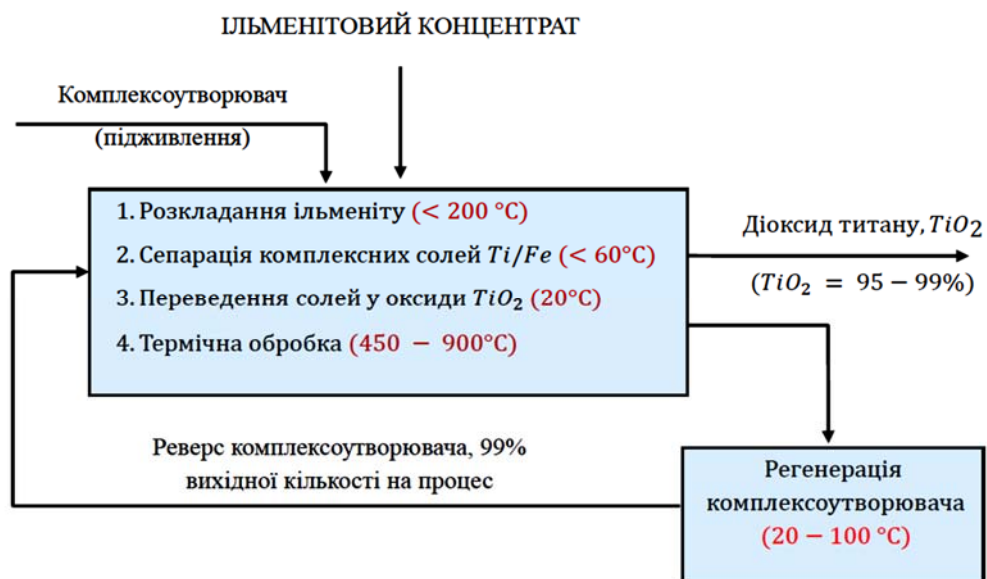 ІЛЬМЕНІТОВИЙ КОНЦЕНТРАТ
Комплексоутворювач
(підживлення)
1. Розкладання ільменіту (< 200 °C)
2. Сепарація комплексних солей Ti/Fe (< 60°C)
3. Переведення солей у оксиди TiO₂ (20°C)
4. Термічна обробка (450 − 900°C)
Діоксид титану, TiO₂
(TiO₂ = 95 − 99%)
Реверс комплексоутворювача, 99%
вихідної кількості на процес
Регенерація
комплексоутворювача
(20 − 100 °C)